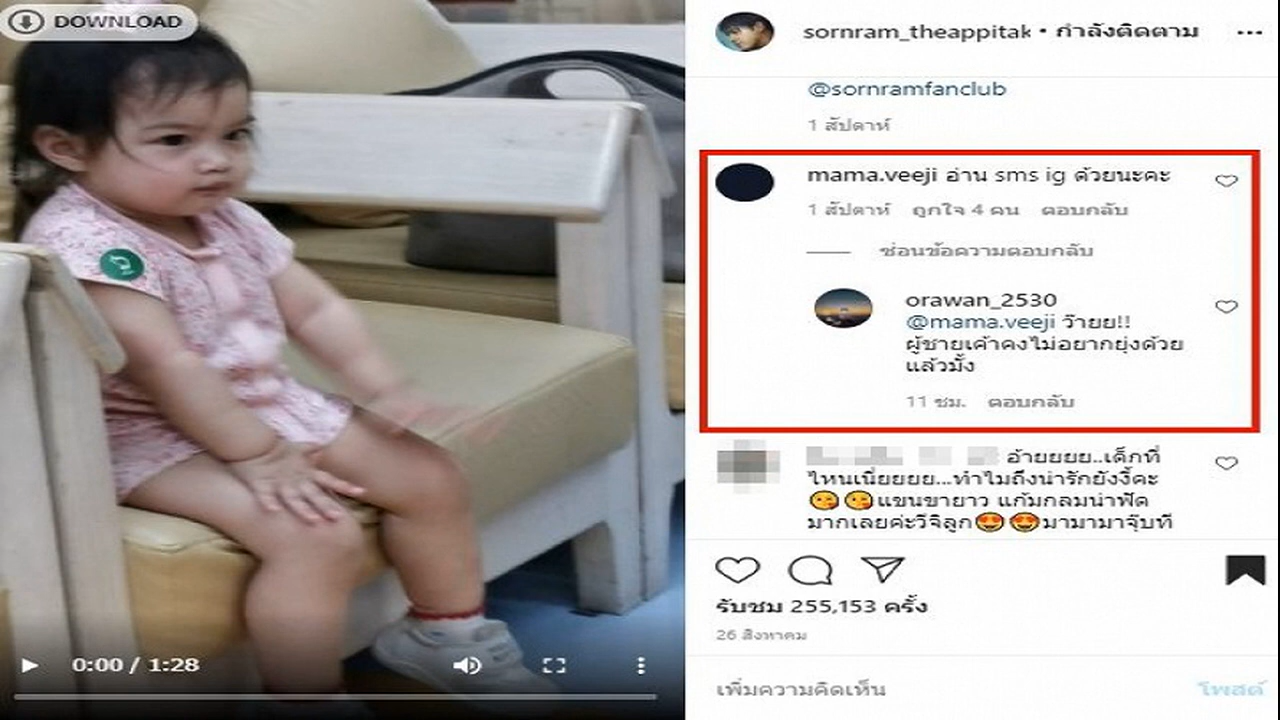 DOWNLOAD
sornram_theappitak • กำลังติดตาม
@sornramfanclub
1 สัปดาห์
mama.veeji อ่าน sms ig ด้วยนะคะ
1 สัปดาห์ ถูกใจ 4 คน ตอบกลับ
ซ่อนข้อความตอบกลับ
orawan_2530
@mama.veeji ว๊ายย!!
ผู้ชายเค้าคงไม่อยากยุ่งด้วย
แล้วมั้ง
11 ชม. ตอบกลับ
อ๋ายยยย..เด็กที่
ไหนเนี่ยยยย...ทำไมถึงน่ารักยังงี้คะ
😘😘แขนขายาว แก้มกลมน่าฟัด
มากเลยค่ะวีจิลูก😍😍มามามาจุ๊บที
รับชม 255,153 ครั้ง
26 สิงหาคม
เพิ่มความคิดเห็น
โพสต์
0:00 / 1:28